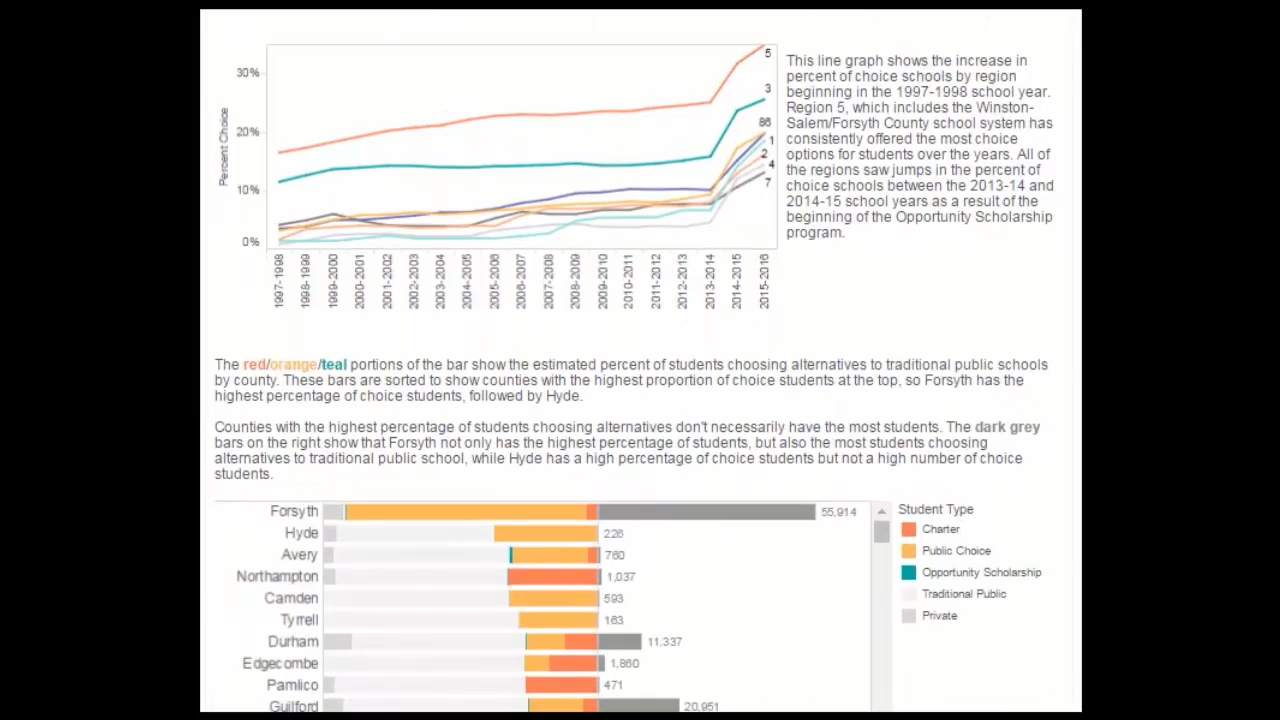 30%
20%
10%
0%
Percent Choice
5
3
86
1
2
4
7
1997-1998
1998-1999
1999-2000
2000-2001
2001-2002
2002-2003
2003-2004
2004-2005
2005-2006
2006-2007
2007-2008
2008-2009
2009-2010
2010-2011
2011-2012
2012-2013
2013-2014
2014-2015
2015-2016
This line graph shows the increase in
percent of choice schools by region
beginning in the 1997-1998 school year.
Region 5, which includes the Winston-
Salem/Forsyth County school system has
consistently offered the most choice
options for students over the years. All of
the regions saw jumps in the percent of
choice schools between the 2013-14 and
2014-15 school years as a result of the
beginning of the Opportunity Scholarship
program.
The red/orange/teal portions of the bar show the estimated percent of students choosing alternatives to traditional public schools
by county. These bars are sorted to show counties with the highest proportion of choice students at the top, so Forsyth has the
highest percentage of choice students, followed by Hyde.
Counties with the highest percentage of students choosing alternatives don't necessarily have the most students. The dark grey
bars on the right show that Forsyth not only has the highest percentage of students, but also the most students choosing
alternatives to traditional public school, while Hyde has a high percentage of choice students but not a high number of choice
students.
Forsyth 55,914
Hyde 226
Avery 760
Northampton 1,037
Camden 593
Tyrrell 163
Durham 11,337
Edgecombe 1,860
Pamlico 471
Guilford 20,951
Student Type
Charter
Public Choice
Opportunity Scholarship
Traditional Public
Private